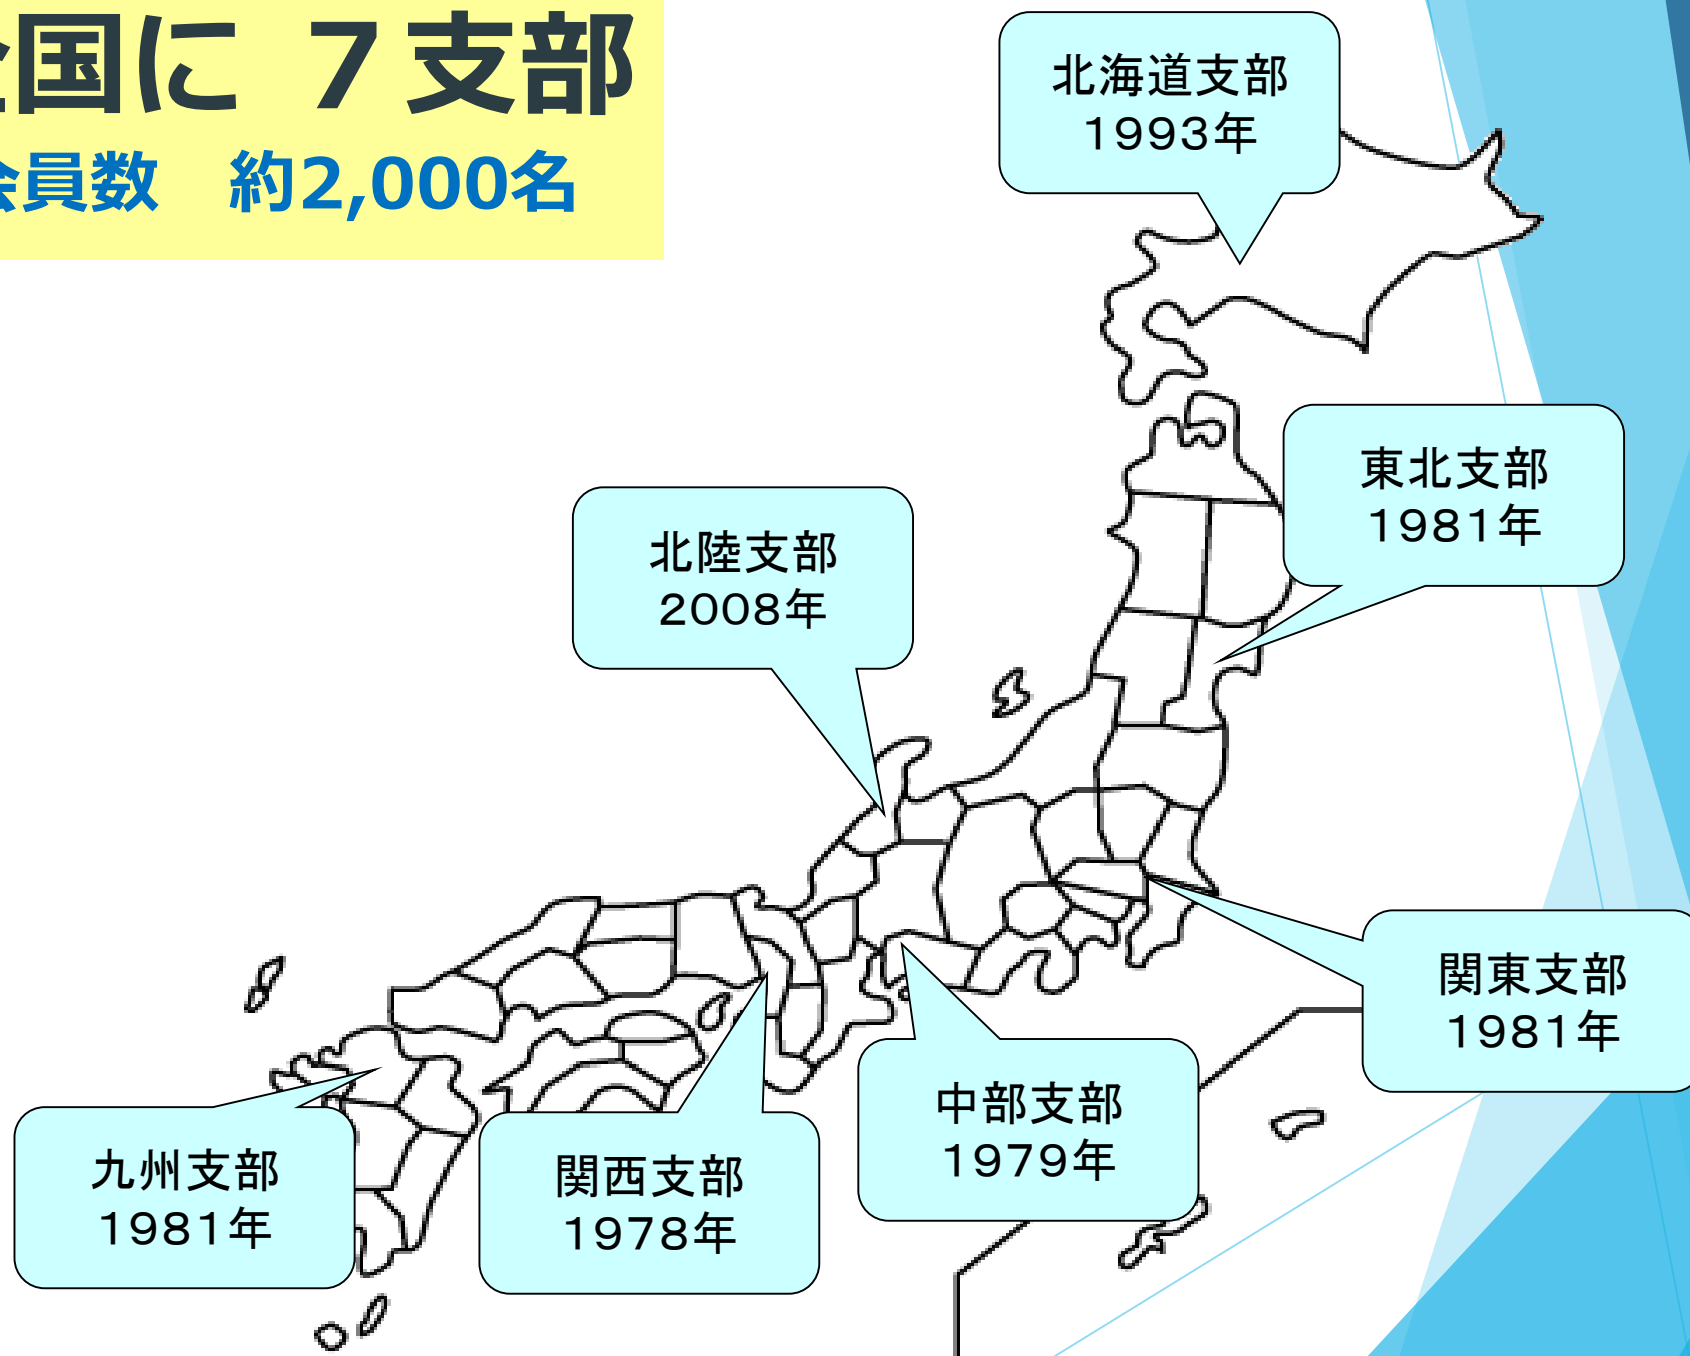 全国に ７支部
会員数　約2,000名
北海道支部
1993年
東北支部
1981年
北陸支部
2008年
関東支部
1981年
中部支部
1979年
関西支部
1978年
九州支部
1981年